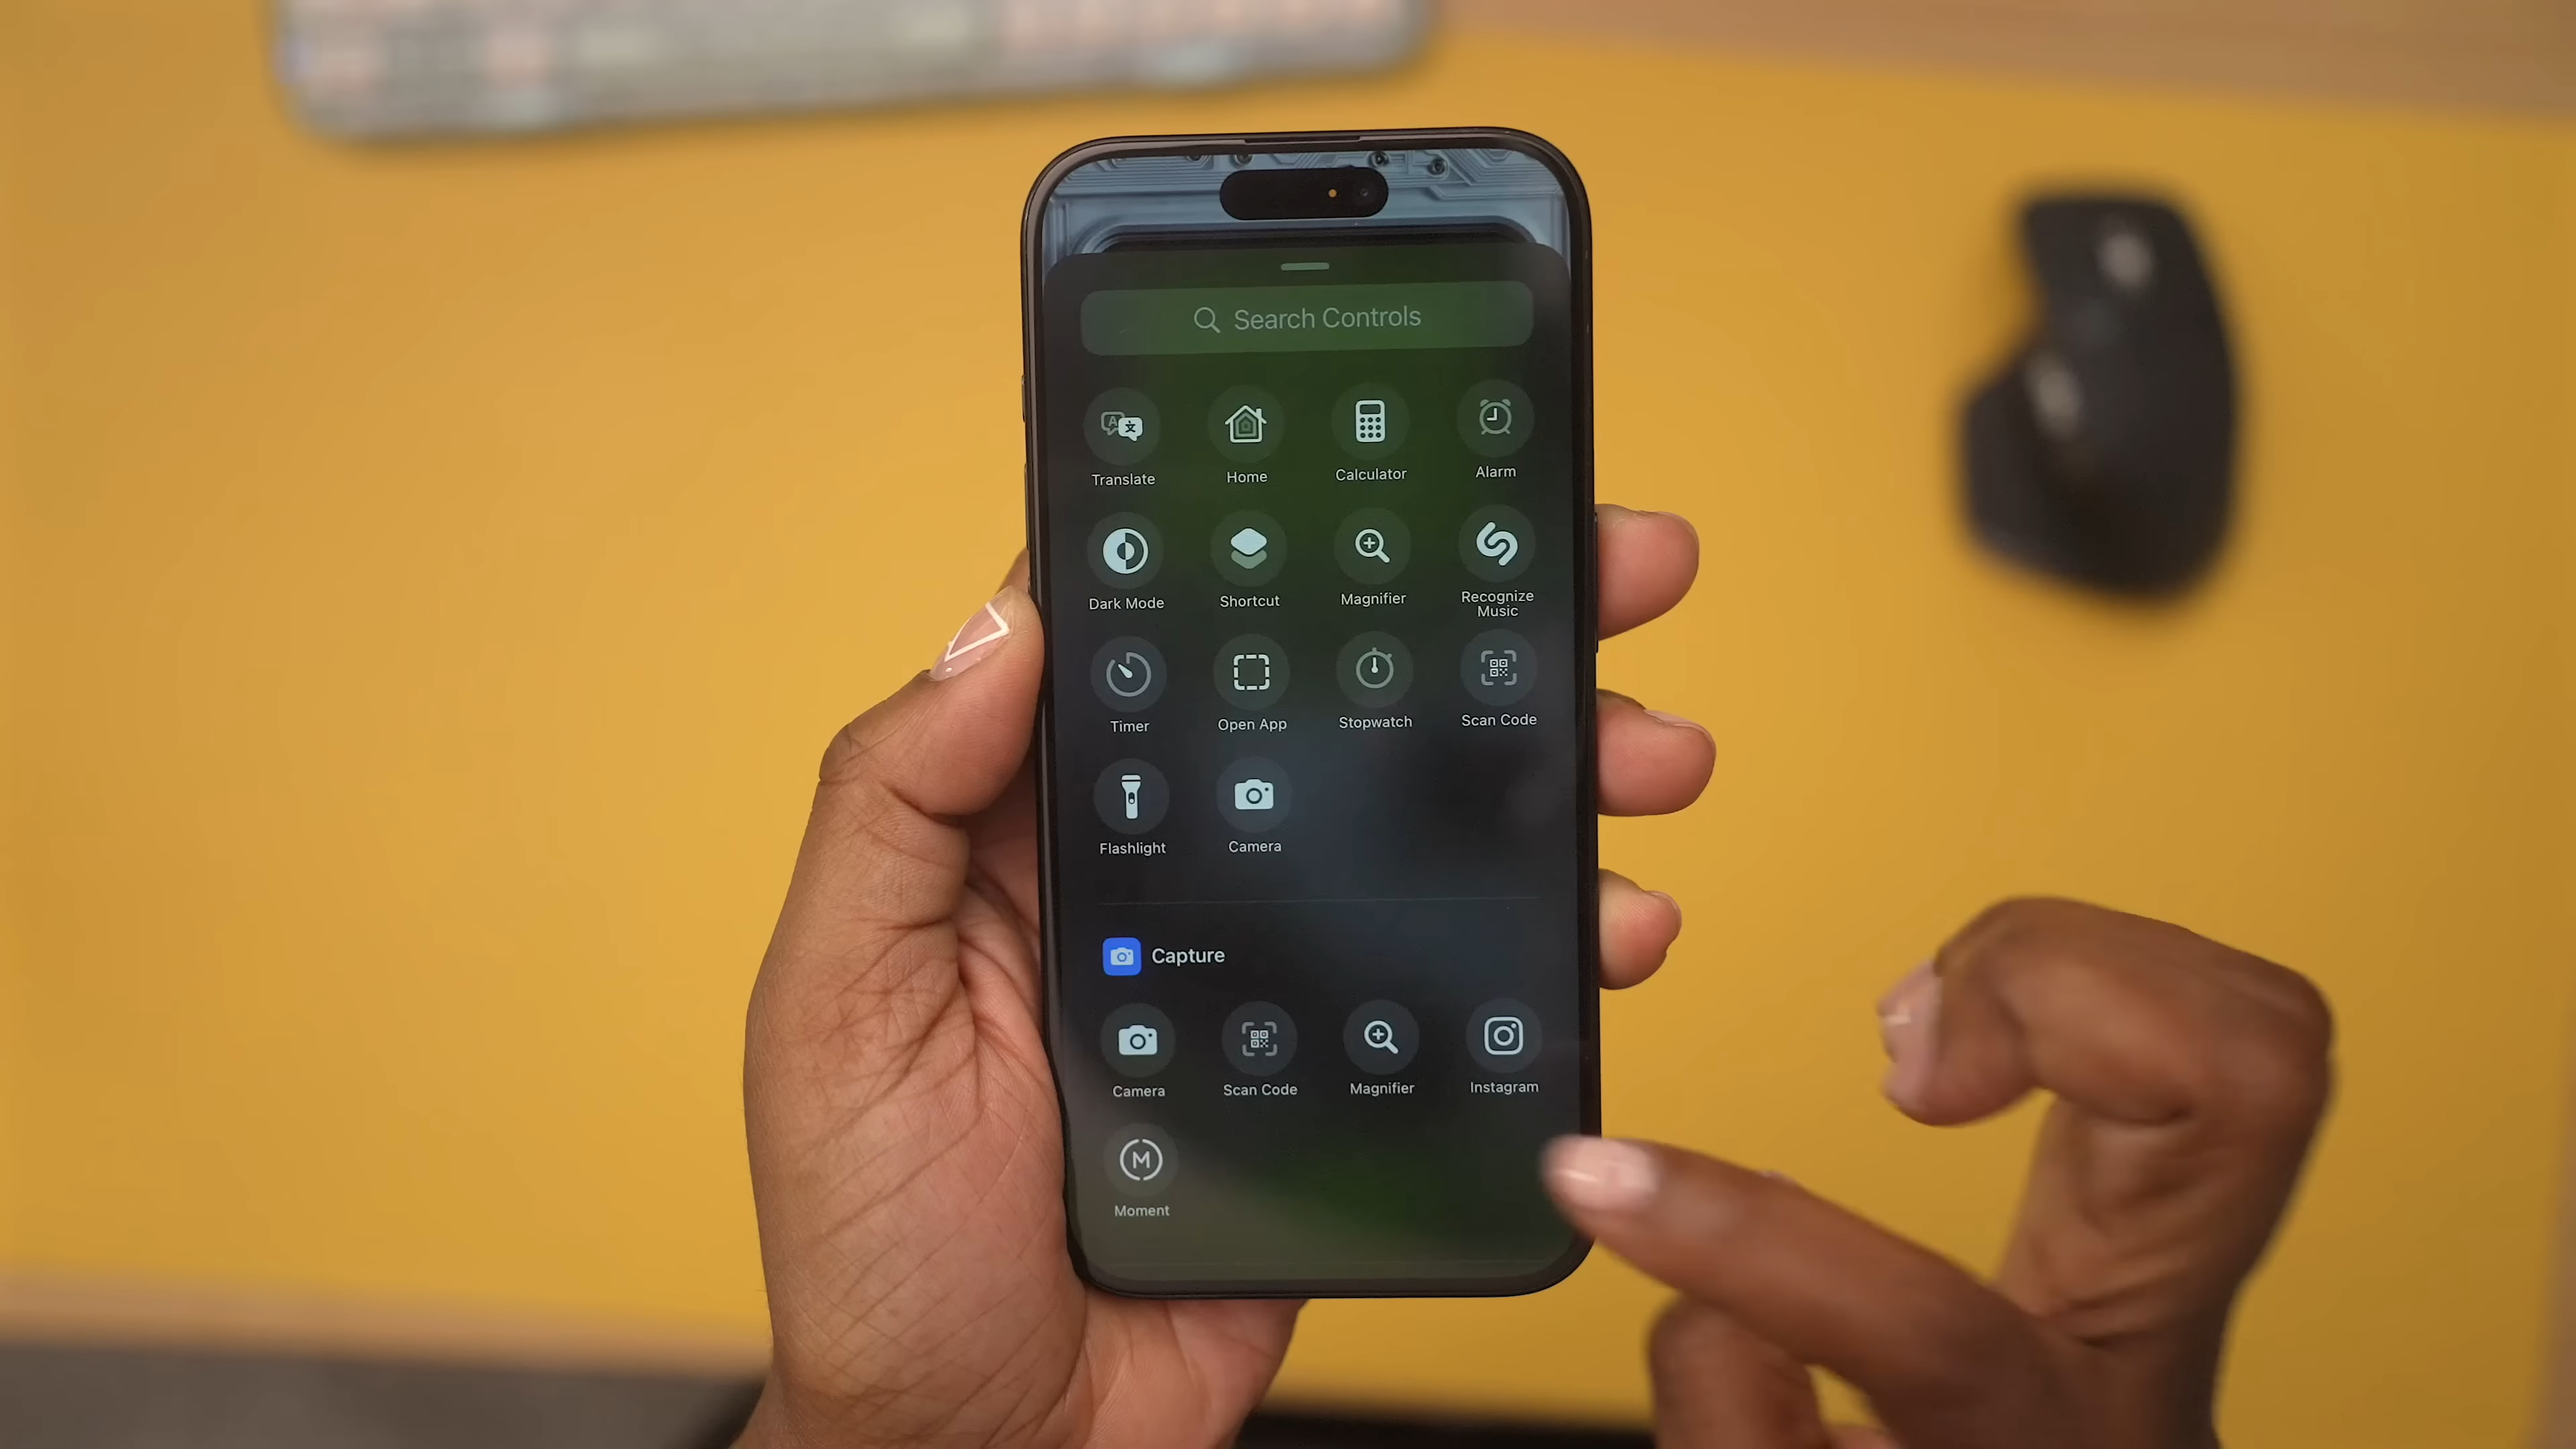 Search Controls
Translate
Home
Calculator
Alarm
Dark Mode
Shortcut
Magnifier
Recognize
Music
Timer
Open App
Stopwatch
Scan Code
Flashlight
Camera
Capture
Camera
Scan Code
Magnifier
Instagram
M
Moment